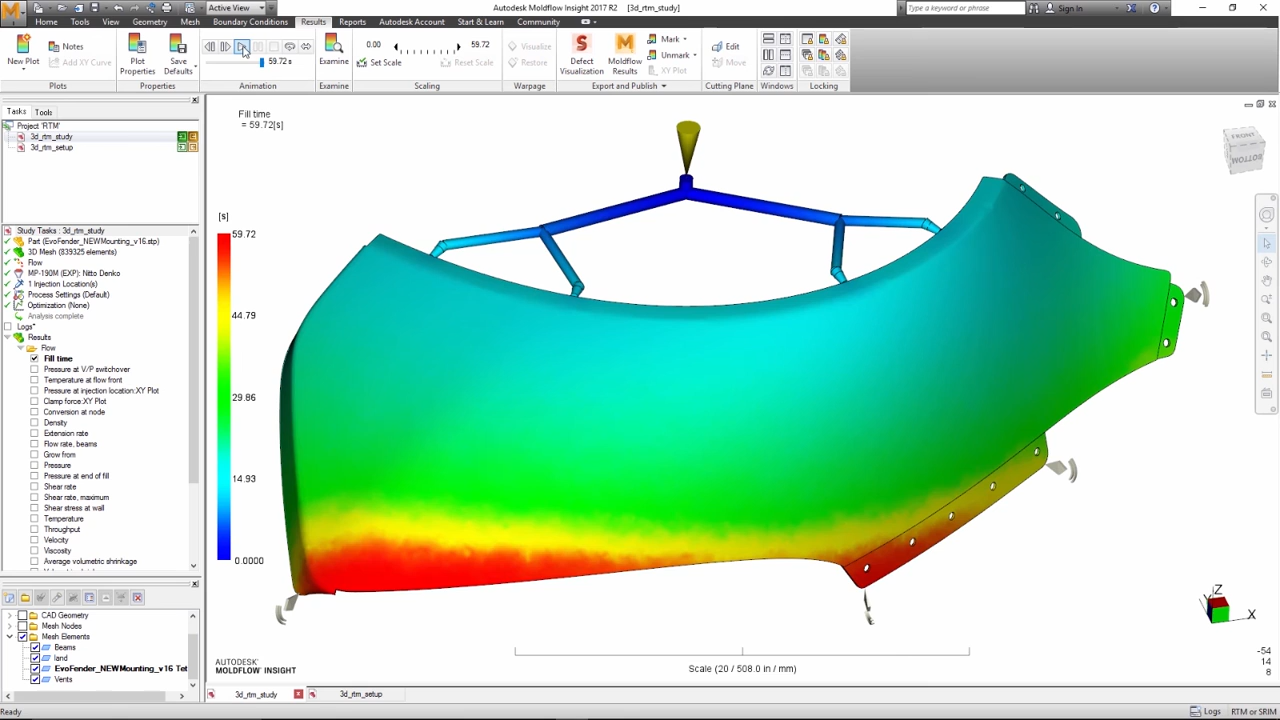 Active View
Autodesk Moldflow Insight 2017 R2 [3d_rtm_study]
Type a keyword or phrase
Sign In
Home
Tools
View
Geometry
Mesh
Boundary Conditions
Results
Reports
Autodesk Account
Start & Learn
Community
New Plot
Notes
Add XY Curve
Plots
Plot Properties
Save Defaults
Properties
59.72 s
Animation
Examine
Examine
0.00
59.72
Set Scale
Reset Scale
Scaling
Visualize
Restore
Warpage
Defect Visualization
Moldflow Results
Mark
Unmark
XY Plot
Export and Publish
Edit
Move
Cutting Plane
Windows
Locking
Tasks
Tools
Project 'RTM'
3d_rtm_study
3d_rtm_setup
Study Tasks : 3d_rtm_study
Part (EvoFender_NEWMounting_v16.stp)
3D Mesh (839325 elements)
Flow
MP-190M (EXP): Nitto Denko
1 Injection Location(s)
Process Settings (Default)
Optimization (None)
Analysis complete
Logs*
Results
Flow
Fill time
Pressure at V/P switchover
Temperature at flow front
Pressure at injection location:XY Plot
Clamp force:XY Plot
Conversion at node
Density
Extension rate
Flow rate, beams
Grow from
Pressure
Pressure at end of fill
Shear rate
Shear rate, maximum
Shear stress at wall
Temperature
Throughput
Velocity
Viscosity
Average volumetric shrinkage
CAD Geometry
Mesh Nodes
Mesh Elements
Beams
land
EvoFender_NEWMounting_v16 Tet
Vents
Fill time
= 59.72[s]
[s]
59.72
44.79
29.86
14.93
0.0000
FRONT
BOTTOM
Z
Y
X
AUTODESK®
MOLDFLOW® INSIGHT
Scale (20 / 508.0 in / mm)
-54
14
8
3d_rtm_study
3d_rtm_setup
Ready
Logs
RTM or SRIM